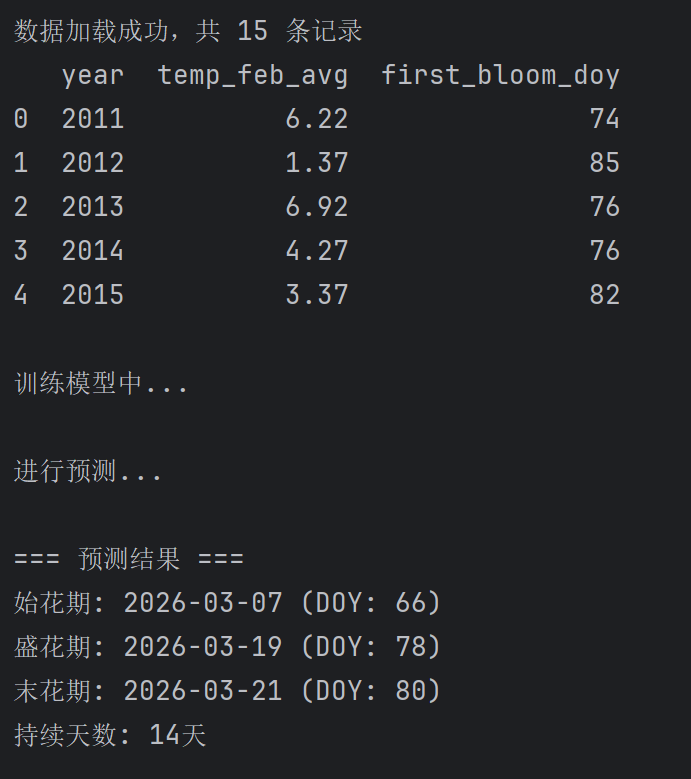 数据加载成功，共 15 条记录
year temp_feb_avg first_bloom_doy
0 2011 6.22 74
1 2012 1.37 85
2 2013 6.92 76
3 2014 4.27 76
4 2015 3.37 82
训练模型中...
进行预测...
=== 预测结果 ===
始花期: 2026-03-07 (DOY: 66)
盛花期: 2026-03-19 (DOY: 78)
末花期: 2026-03-21 (DOY: 80)
持续天数: 14天